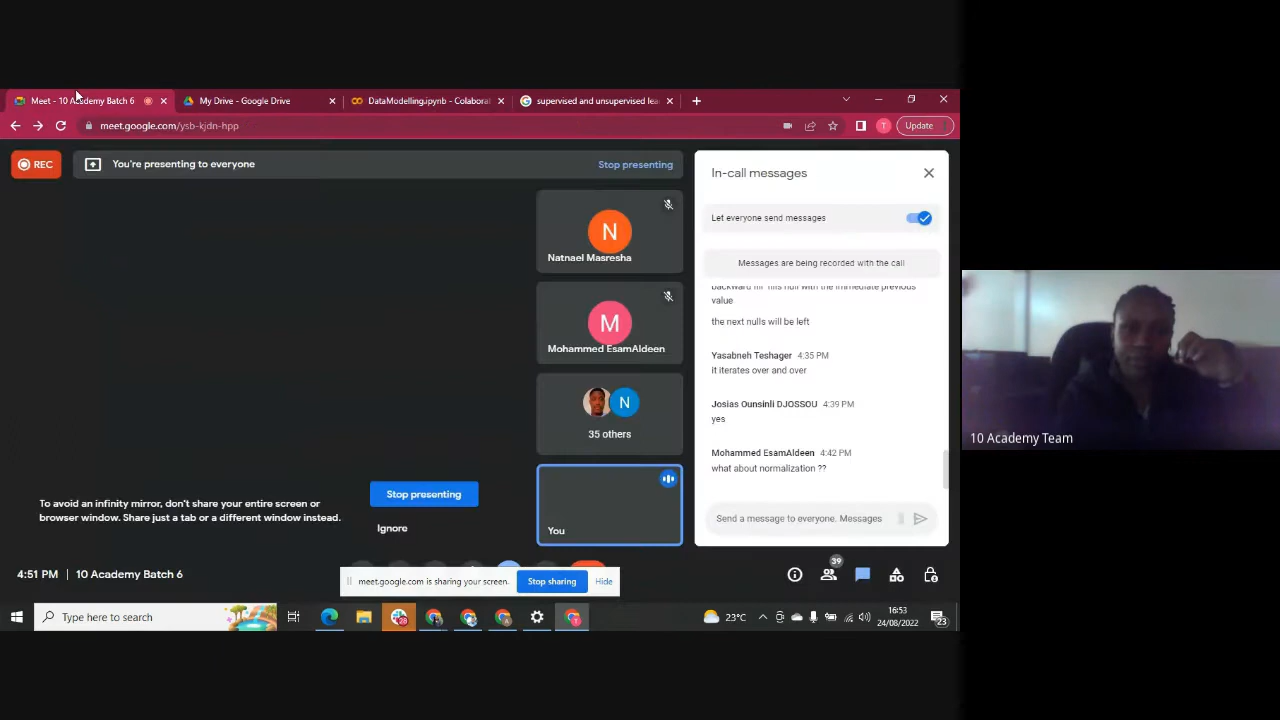 Meet - 10 Academy Batch 6
My Drive - Google Drive
DataModelling.ipynb - Colabora
supervised and unsupervised lea
meet.google.com/ysb-kjdn-hpp
Update
REC
You're presenting to everyone
Stop presenting
In-call messages
Let everyone send messages
Messages are being recorded with the call
value
the next nulls will be left
Yasabneh Teshager 4:35 PM
it iterates over and over
Josias Ounsinli DJOSSOU 4:39 PM
yes
Mohammed EsamAldeen 4:42 PM
what about normalization ??
Send a message to everyone. Messages
N
Natnael Masresha
M
Mohammed EsamAldeen
N
35 others
You
To avoid an infinity mirror, don't share your entire screen or
browser window. Share just a tab or a different window instead.
Stop presenting
Ignore
4:51 PM | 10 Academy Batch 6
39
meet.google.com is sharing your screen.
Stop sharing
Hide
Type here to search
23°C
16:53
24/08/2022
23
10 Academy Team